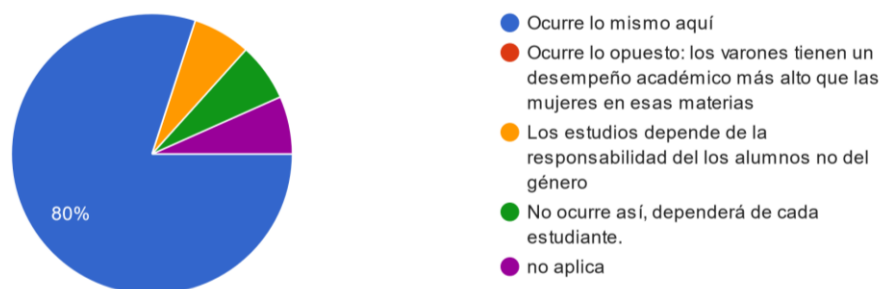 80%
Ocurre lo mismo aquí
Ocurre lo opuesto: los varones tienen un
desempeño académico más alto que las
mujeres en esas materias
Los estudios depende de la
responsabilidad del los alumnos no del
género
No ocurre así, dependerá de cada
estudiante.
no aplica